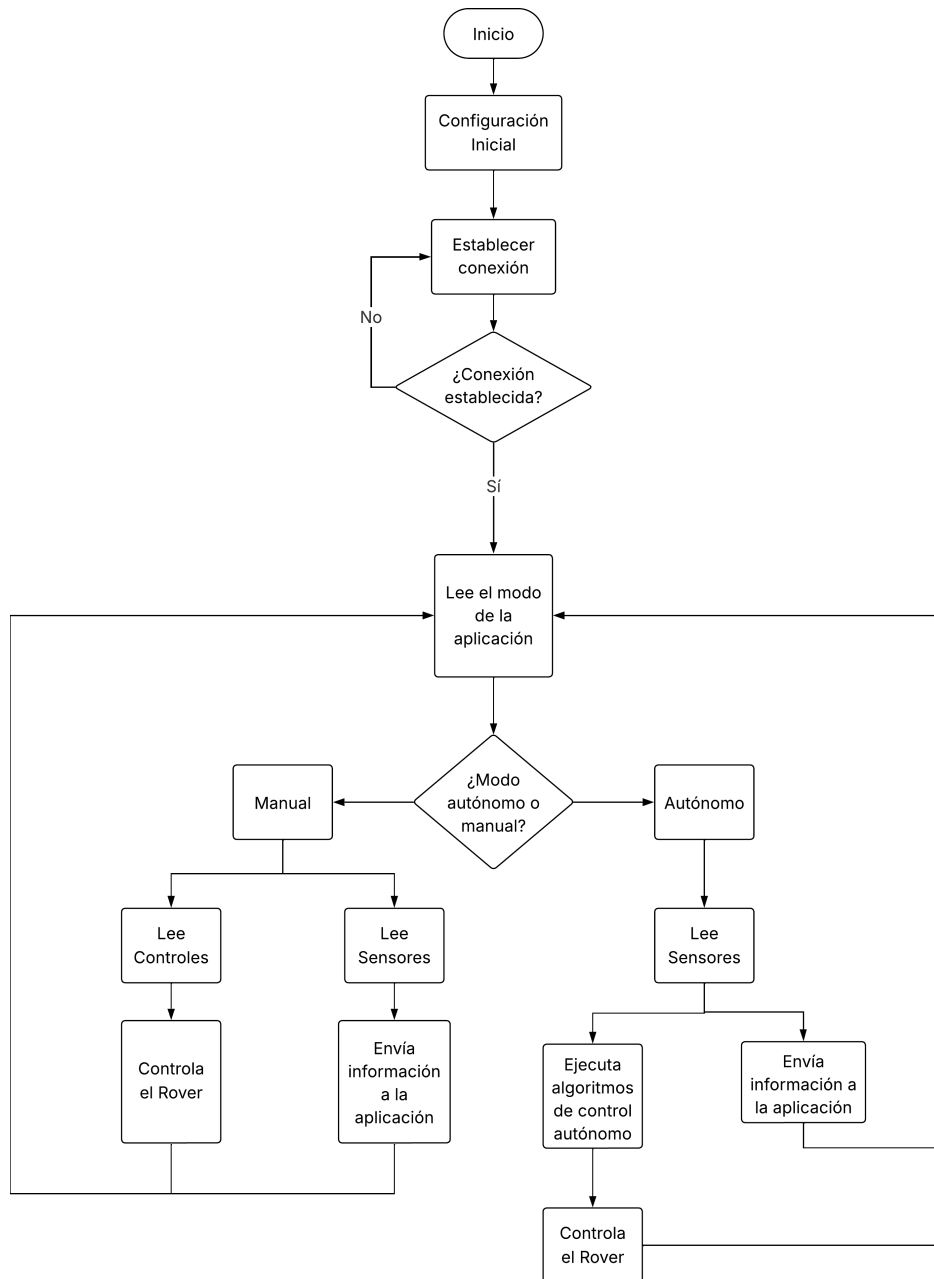 Inicio
Configuración
Inicial
Establecer
conexión
No
¿Conexión
establecida?
Sí
Lee el modo
de la
aplicación
¿Modo
autónomo o
manual?
Manual
Autónomo
Lee
Controles
Lee
Sensores
Lee
Sensores
Controla
el Rover
Envía
información
a la
aplicación
Ejecuta
algoritmos
de control
autónomo
Envía
información a
la aplicación
Controla
el Rover